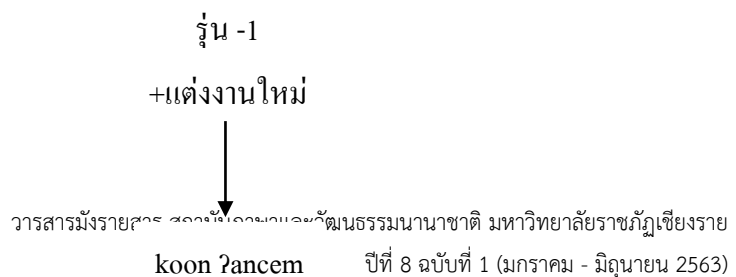 รุ่น -1
+แต่งงานใหม่
วารสารมังรายสาร สถาบันภาษาและวัฒนธรรมนานาชาติ มหาวิทยาลัยราชภัฏเชียงราย
koon ʔancem ปีที่ 8 ฉบับที่ 1 (มกราคม - มิถุนายน 2563)